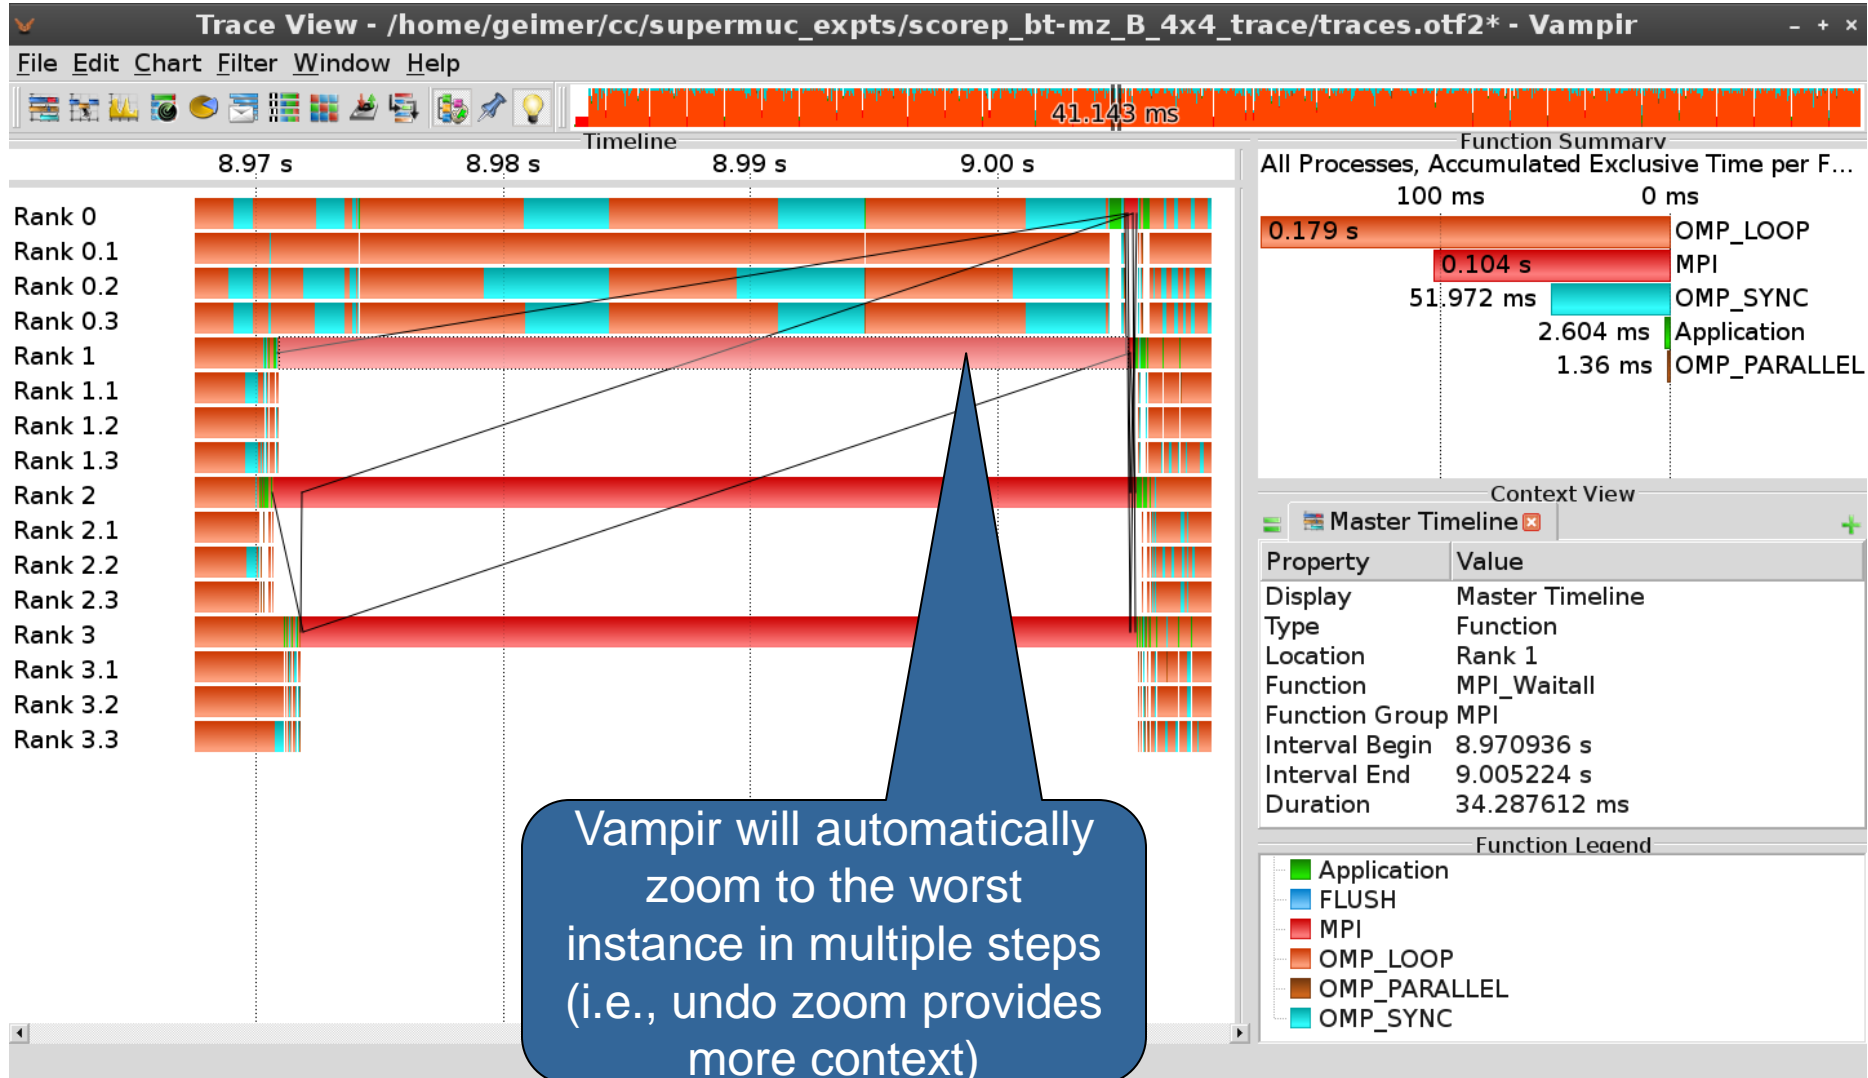 Trace View - /home/geimer/cc/supermuc_expts/scorep_bt-mz_B_4x4_trace/traces.otf2* - Vampir
File Edit Chart Filter Window Help
41.143 ms
Timeline
8.97 s 8.98 s 8.99 s 9.00 s
Rank 0
Rank 0.1
Rank 0.2
Rank 0.3
Rank 1
Rank 1.1
Rank 1.2
Rank 1.3
Rank 2
Rank 2.1
Rank 2.2
Rank 2.3
Rank 3
Rank 3.1
Rank 3.2
Rank 3.3
Vampir will automatically
zoom to the worst
instance in multiple steps
(i.e., undo zoom provides
more context)
Function Summary
All Processes, Accumulated Exclusive Time per F...
100 ms 0 ms
0.179 s OMP_LOOP
0.104 s MPI
51.972 ms OMP_SYNC
2.604 ms Application
1.36 ms OMP_PARALLEL
Context View
Master Timeline
Property Value
Display Master Timeline
Type Function
Location Rank 1
Function MPI_Waitall
Function Group MPI
Interval Begin 8.970936 s
Interval End 9.005224 s
Duration 34.287612 ms
Function Legend
Application
FLUSH
MPI
OMP_LOOP
OMP_PARALLEL
OMP_SYNC